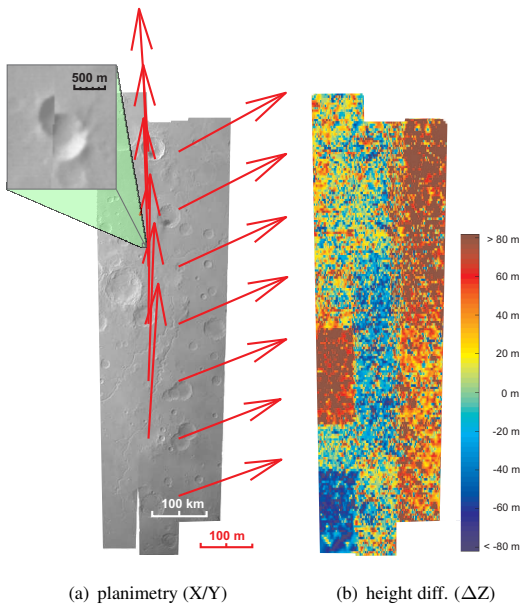 500 m
> 80 m
60 m
40 m
20 m
0 m
-20 m
-40 m
-60 m
< -80 m
100 km
100 m
(a) planimetry (X/Y)
(b) height diff. (ΔZ)